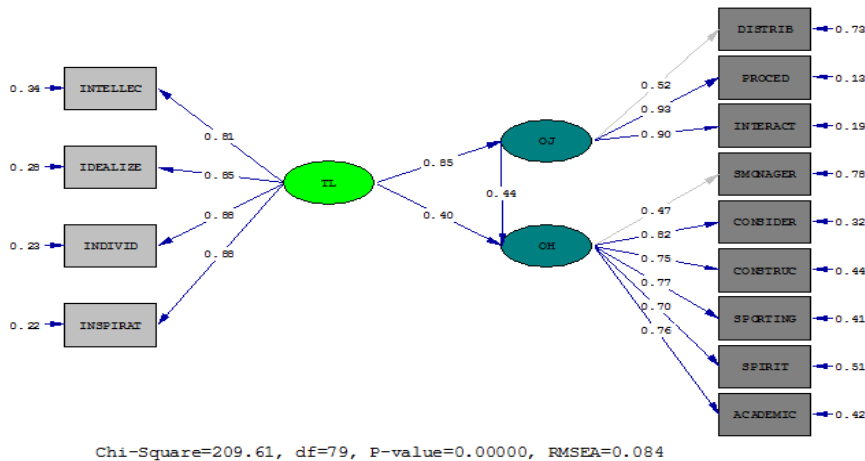 DISTRIB
0.73
0.34
INTELLEC
0.52
PROCED
0.13
0.93
INTERACT
0.19
0.81
0.90
OJ
0.28
IDEALIZE
0.85
0.85
SMONAGER
0.78
TL
0.44
0.47
0.40
CONSIDER
0.32
0.88
0.82
0.23
INDIVID
OH
0.75
0.88
CONSTRUC
0.44
0.77
0.70
SPORTING
0.41
0.22
INSPIRAT
0.76
SPIRIT
0.51
ACADEMIC
0.42
Chi-Square=209.61, df=79, P-value=0.00000, RMSEA=0.084